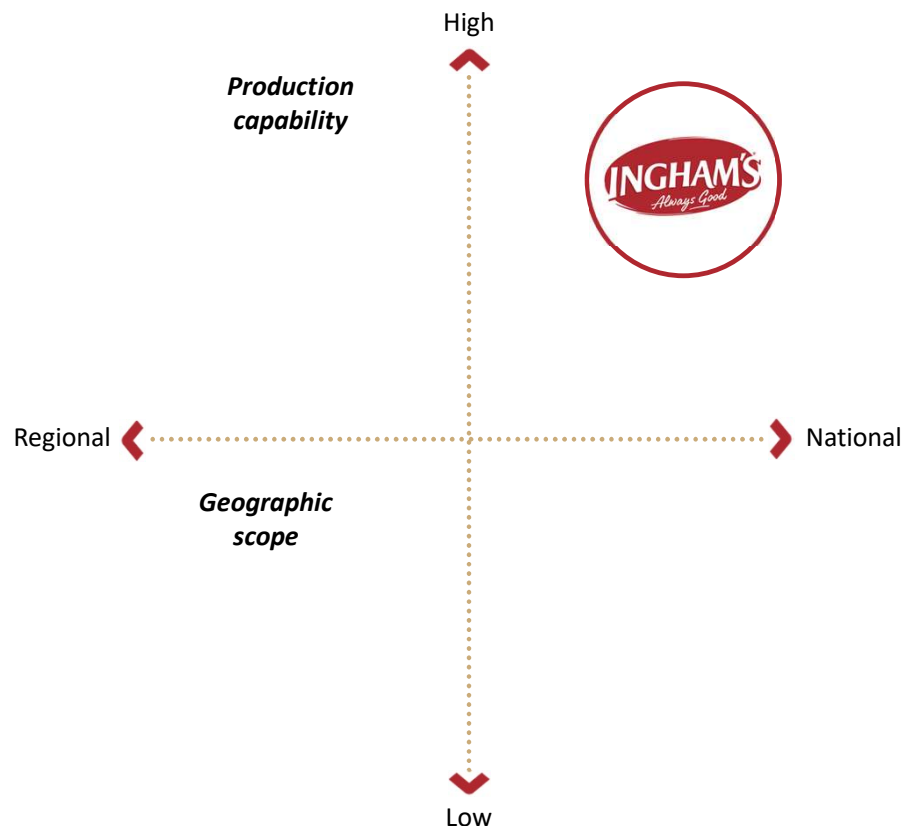 High
Production
capability
INGHAM'S
Always Good
Regional
National
Geographic
scope
Low